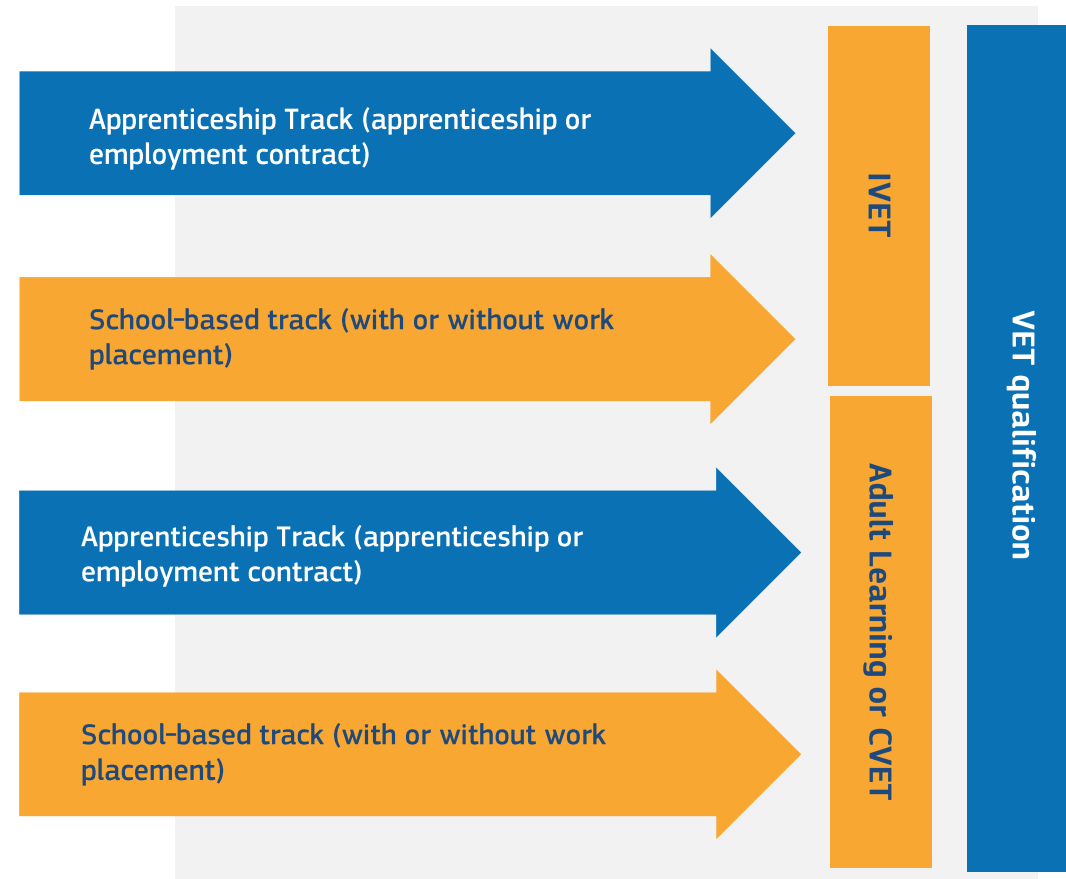 Apprenticeship Track (apprenticeship or
employment contract)
School-based track (with or without work
placement)
IVET
Apprenticeship Track (apprenticeship or
employment contract)
School-based track (with or without work
placement)
Adult Learning or CVET
VET qualification